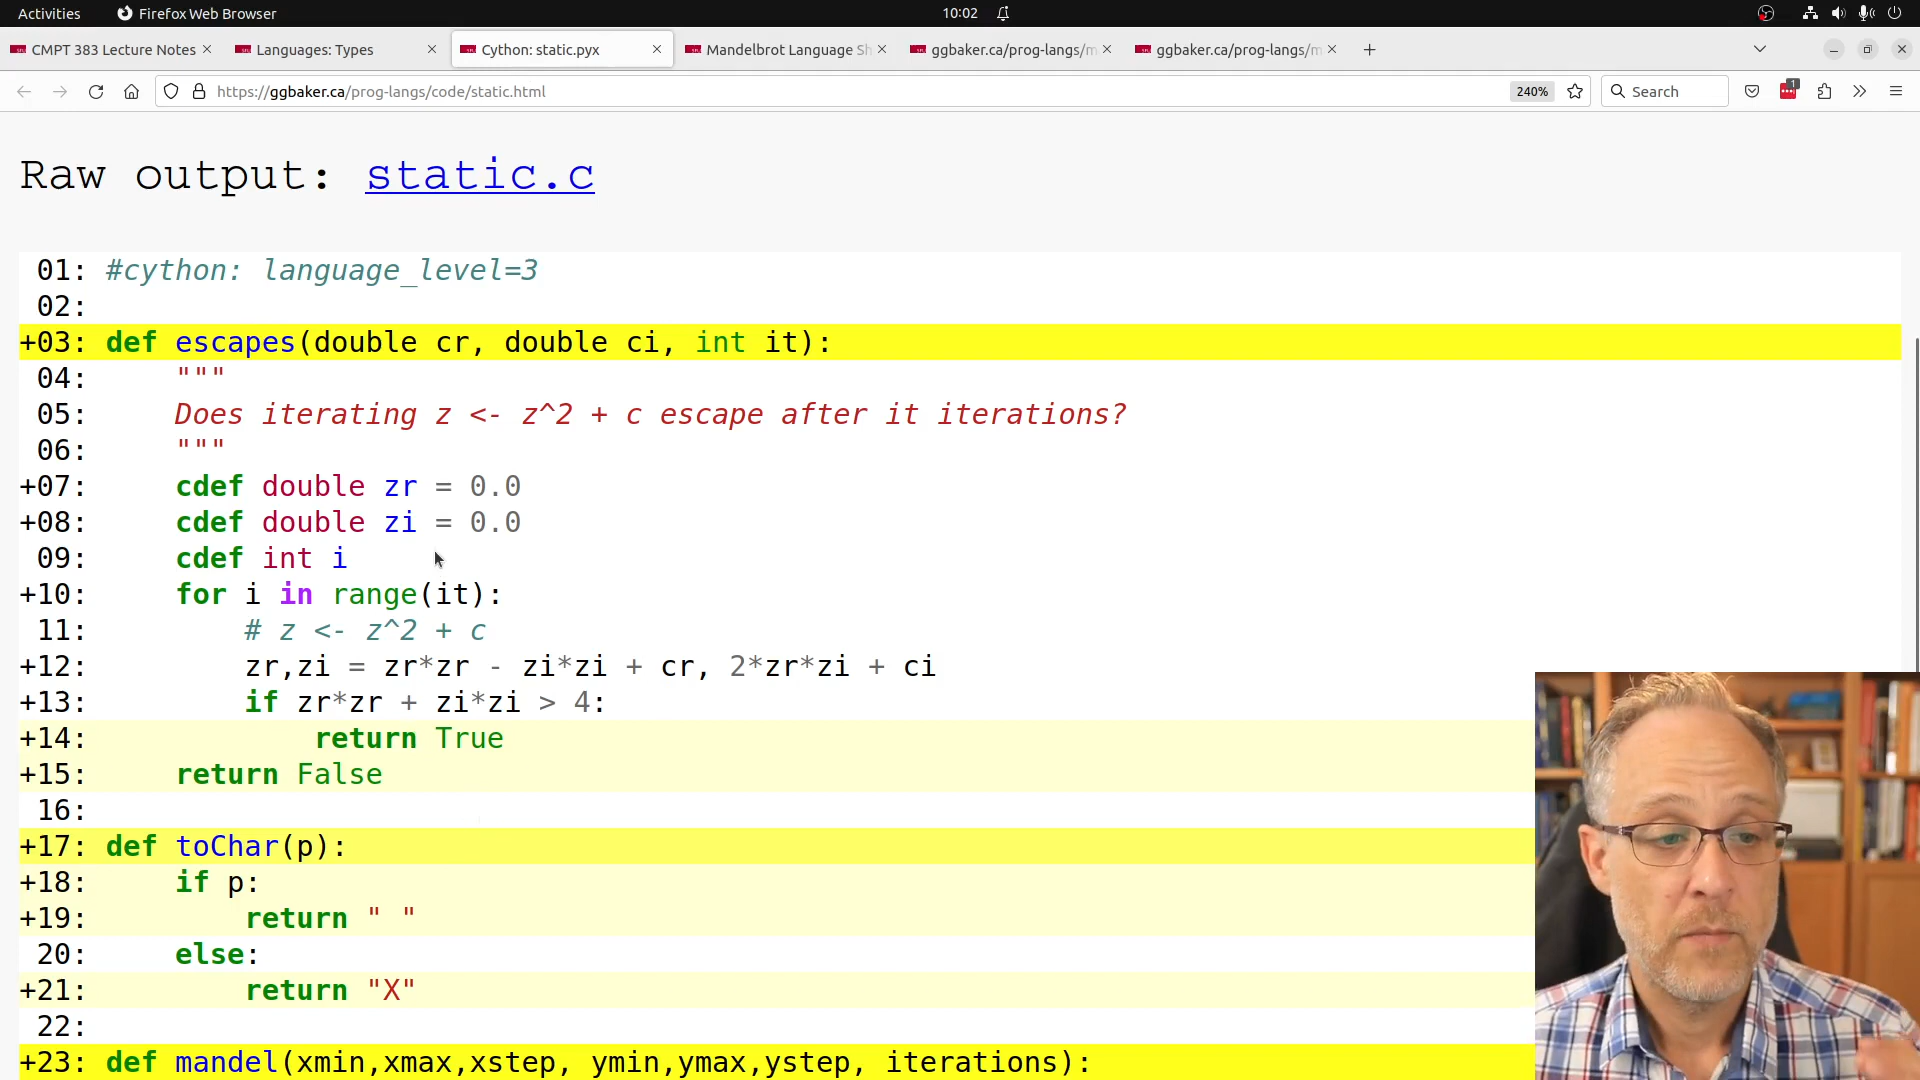 Activities Firefox Web Browser 10:02
CMPT 383 Lecture Notes Languages: Types Cython: static.pyx Mandelbrot Language Sh ggbaker.ca/prog-langs/m ggbaker.ca/prog-langs/m
https://ggbaker.ca/prog-langs/code/static.html 240% Search 1
Raw output: static.c
01: #cython: language_level=3
02:
+03: def escapes(double cr, double ci, int it):
04: """
05: Does iterating z <- z^2 + c escape after it iterations?
06: """
+07: cdef double zr = 0.0
+08: cdef double zi = 0.0
09: cdef int i
+10: for i in range(it):
11: # z <- z^2 + c
+12: zr,zi = zr*zr - zi*zi + cr, 2*zr*zi + ci
+13: if zr*zr + zi*zi > 4:
+14: return True
+15: return False
16:
+17: def toChar(p):
+18: if p:
+19: return " "
20: else:
+21: return "X"
22:
+23: def mandel(xmin,xmax,xstep, ymin,ymax,ystep, iterations):